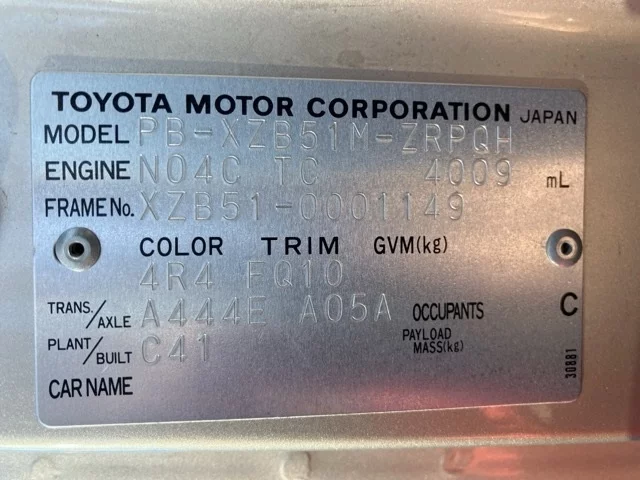 TOYOTA MOTOR CORPORATION JAPAN
MODEL PB-XZB51M-ZRPQH
ENGINE N04C TC 4009 mL
FRAME No. XZB51-0001149
COLOR TRIM GVM(kg)
4R4 FQ10
TRANS./AXLE A444E A05A OCCUPANTS C
PLANT/BUILT C41 PAYLOAD MASS(kg)
CAR NAME
30881